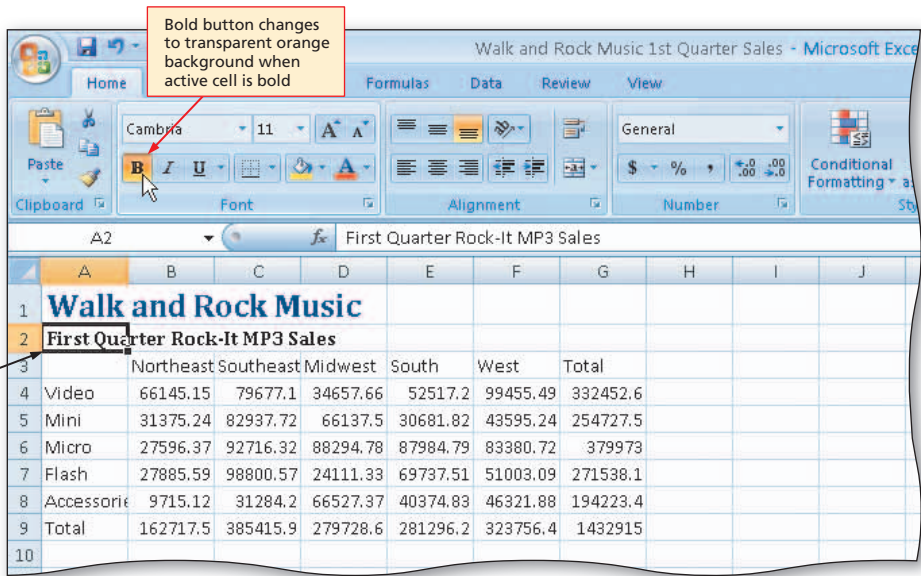 Bold button changes
to transparent orange
background when
active cell is bold
Walk and Rock Music 1st Quarter Sales - Microsoft Exce
Home Formulas Data Review View
Cambria 11 A A General
Paste B I U A $ % , .0 .00 .00 .0 Conditional
Formatting
Clipboard Font Alignment Number Sty
A2 fx First Quarter Rock-It MP3 Sales
A B C D E F G H I J
1 Walk and Rock Music
2 First Quarter Rock-It MP3 Sales
3 Northeast Southeast Midwest South West Total
4 Video 66145.15 79677.1 34657.66 52517.2 99455.49 332452.6
5 Mini 31375.24 82937.72 66137.5 30681.82 43595.24 254727.5
6 Micro 27596.37 92716.32 88294.78 87984.79 83380.72 379973
7 Flash 27885.59 98800.57 24111.33 69737.51 51003.09 271538.1
8 Accessorie 9715.12 31284.2 66527.37 40374.83 46321.88 194223.4
9 Total 162717.5 385415.9 279728.6 281296.2 323756.4 1432915
10